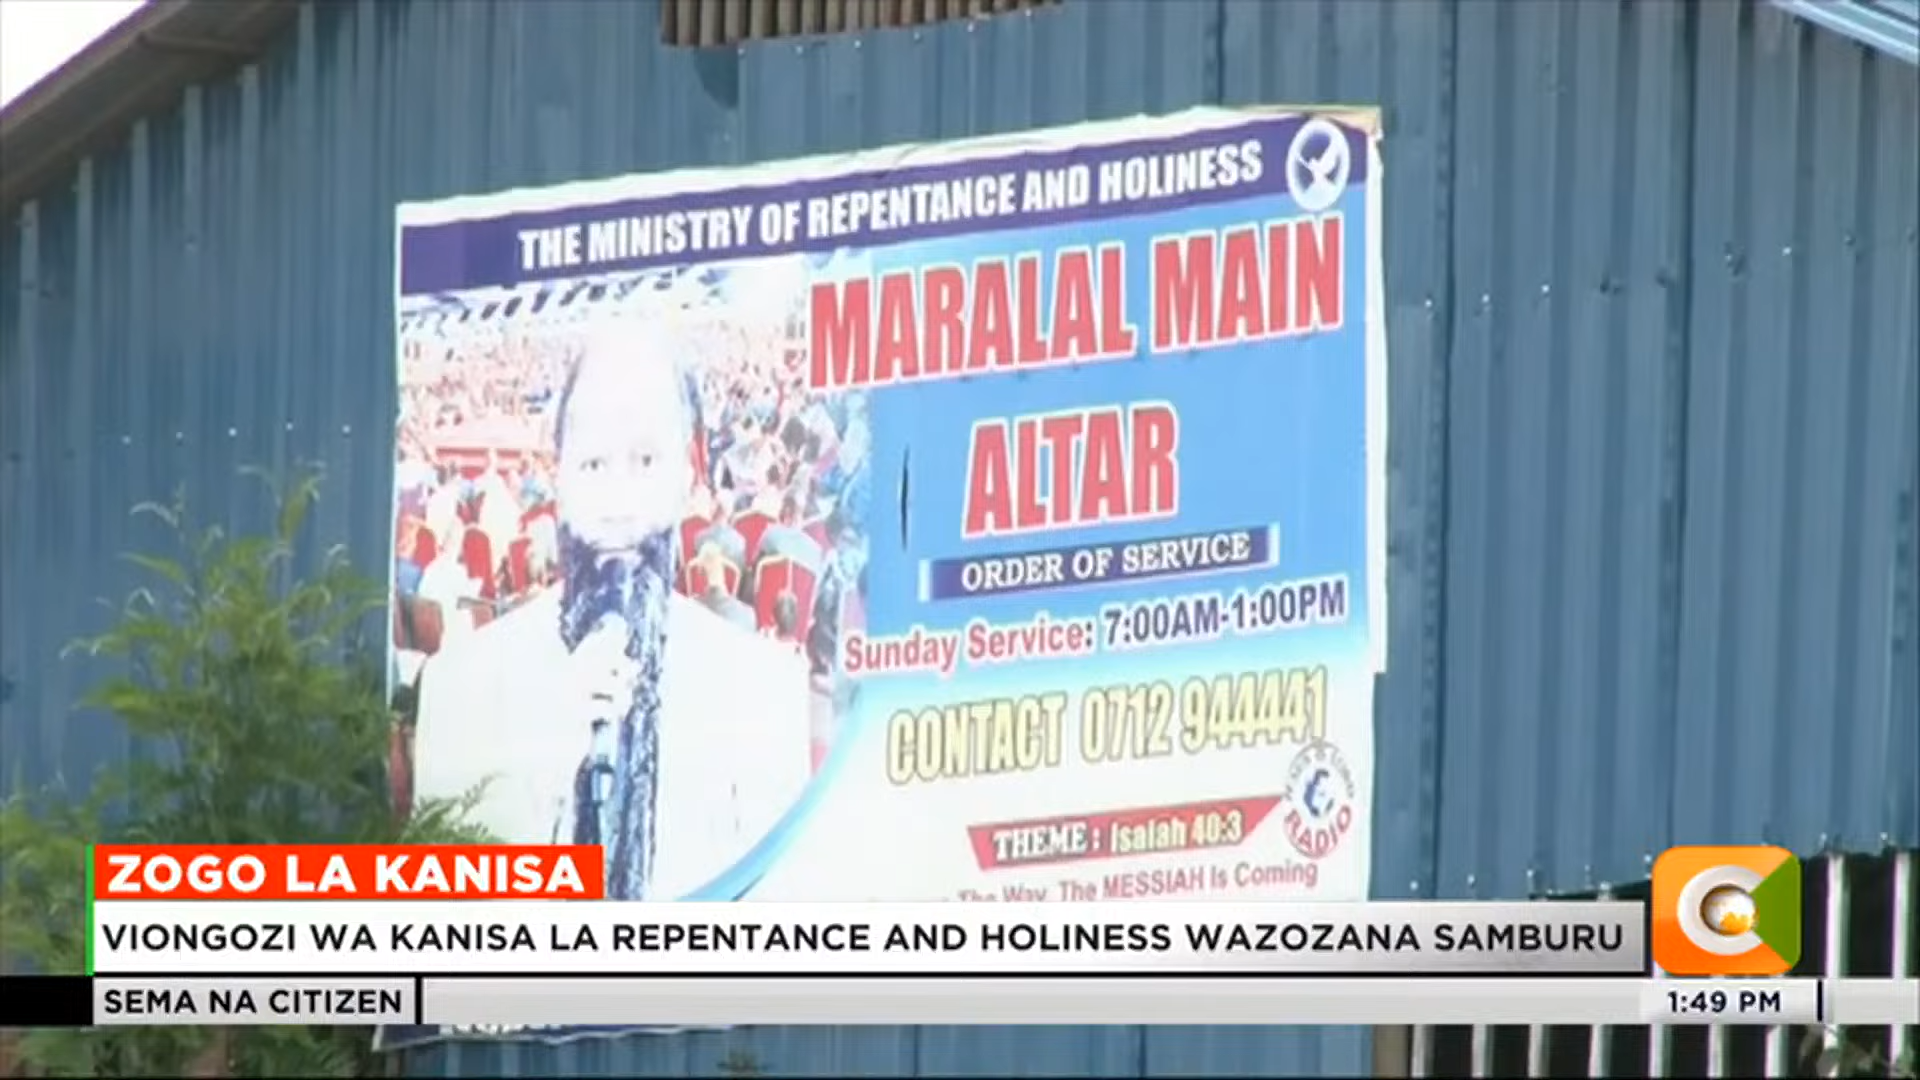 THE MINISTRY OF REPENTANCE AND HOLINESS
MARALAL MAIN
ALTAR
ORDER OF SERVICE
Sunday Service: 7:00AM-1:00PM
CONTACT 0712 944441
THEME: Isaiah 40:3
RADIO
The Way, The MESSIAH Is Coming
ZOGO LA KANISA
VIONGOZI WA KANISA LA REPENTANCE AND HOLINESS WAZOZANA SAMBURU
SEMA NA CITIZEN
1:49 PM